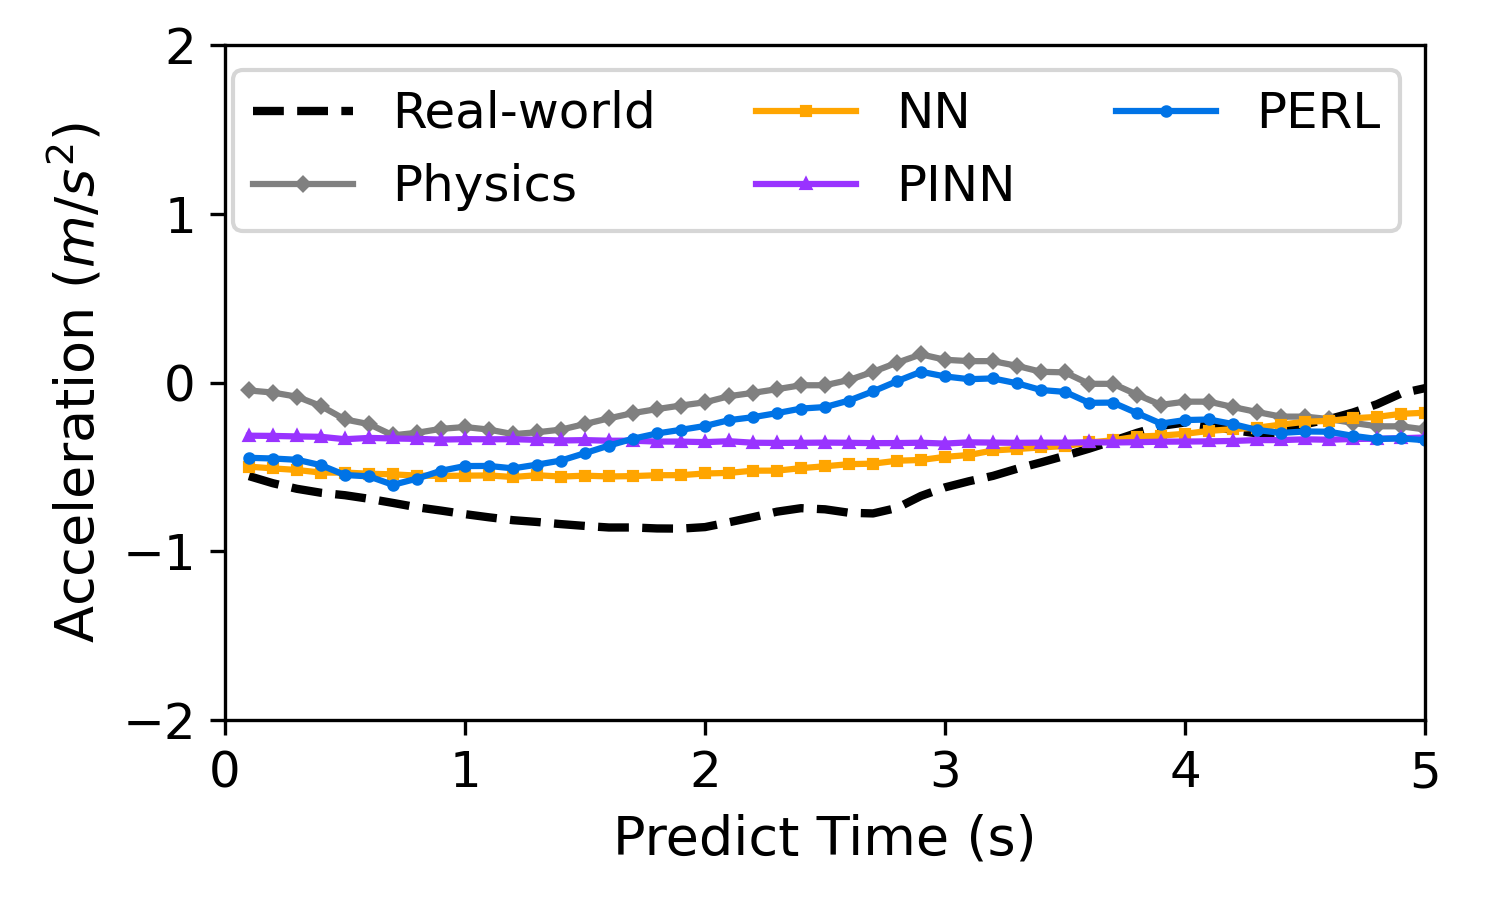 2
1
0
−1
−2
Acceleration (m/s²)
Real-world
Physics
NN
PINN
PERL
0 1 2 3 4 5
Predict Time (s)